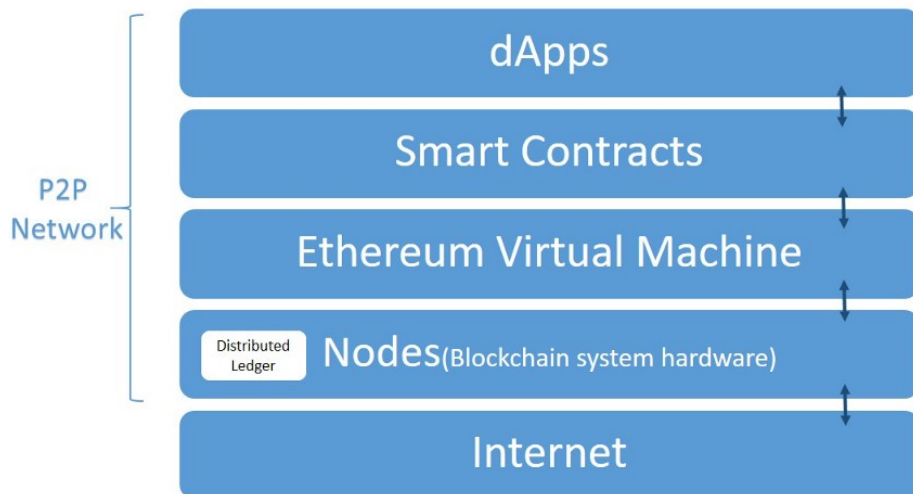 dApps
Smart Contracts
P2P
Network
Ethereum Virtual Machine
Distributed
Ledger
Nodes(Blockchain system hardware)
Internet